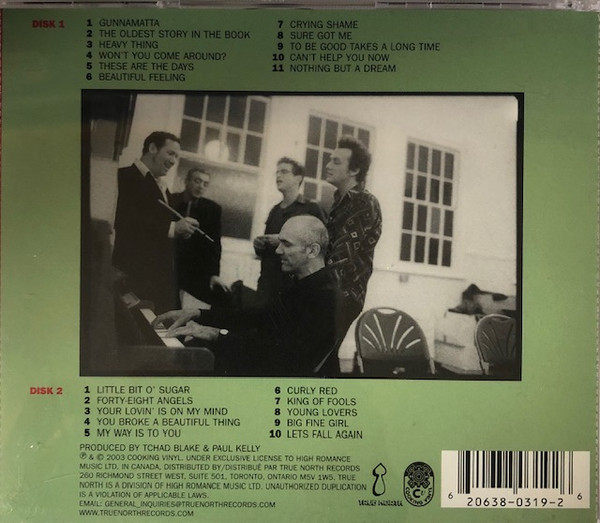 DISK 1
1 GUNNAMATTA
2 THE OLDEST STORY IN THE BOOK
3 HEAVY THING
4 WON'T YOU COME AROUND?
5 THESE ARE THE DAYS
6 BEAUTIFUL FEELING
7 CRYING SHAME
8 SURE GOT ME
9 TO BE GOOD TAKES A LONG TIME
10 CAN'T HELP YOU NOW
11 NOTHING BUT A DREAM
DISK 2
1 LITTLE BIT O' SUGAR
2 FORTY-EIGHT ANGELS
3 YOUR LOVIN' IS ON MY MIND
4 YOU BROKE A BEAUTIFUL THING
5 MY WAY IS TO YOU
6 CURLY RED
7 KING OF FOOLS
8 YOUNG LOVERS
9 BIG FINE GIRL
10 LETS FALL AGAIN
PRODUCED BY TCHAD BLAKE & PAUL KELLY
℗ & © 2003 COOKING VINYL. UNDER EXCLUSIVE LICENSE TO HIGH ROMANCE
MUSIC LTD. IN CANADA, DISTRIBUTED BY/DISTRIBUÉ PAR TRUE NORTH RECORDS
260 RICHMOND STREET WEST, SUITE 501, TORONTO, ONTARIO M5V 1W5. TRUE
NORTH IS A DIVISION OF HIGH ROMANCE MUSIC LTD. UNAUTHORIZED DUPLICATION
IS A VIOLATION OF APPLICABLE LAWS.
EMAIL: GENERAL_INQUIRIES@TRUENORTHRECORDS.COM
WWW.TRUENORTHRECORDS.COM
TRUE NORTH
COOKING VINYL
6 20638-0319-2 6